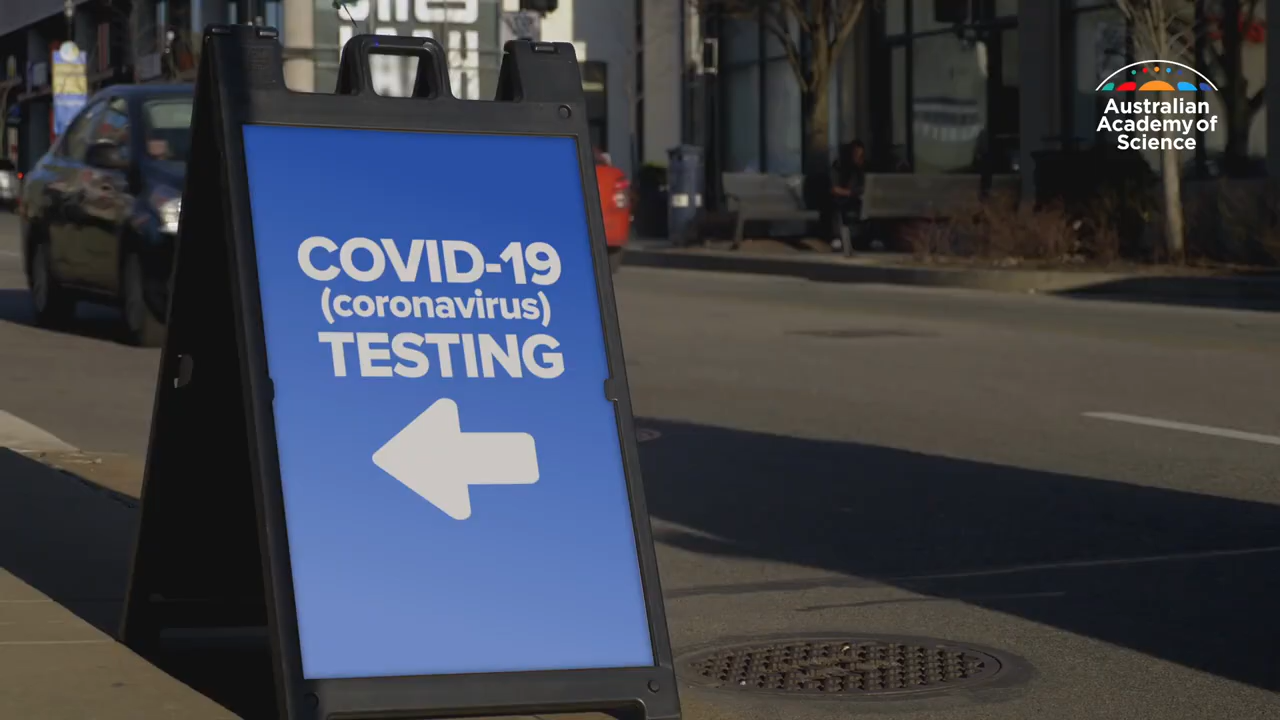 COVID-19
(coronavirus)
TESTING
Australian
Academy of
Science